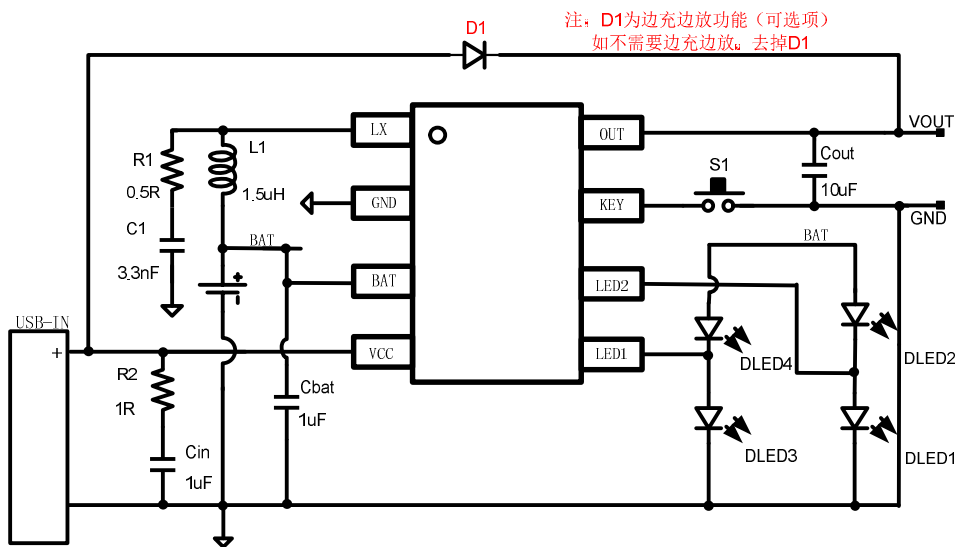 D1
注：D1为边充边放功能（可选项）
如不需要边充边放。去掉D1
LX
OUT
VOUT
R1
0.5R
L1
1.5uH
Cout
10uF
S1
GND
KEY
GND
C1
3.3nF
BAT
BAT
BAT
LED2
+
USB-IN
+
VCC
LED1
DLED4
DLED2
R2
1R
Cbat
1uF
Cin
1uF
DLED3
DLED1